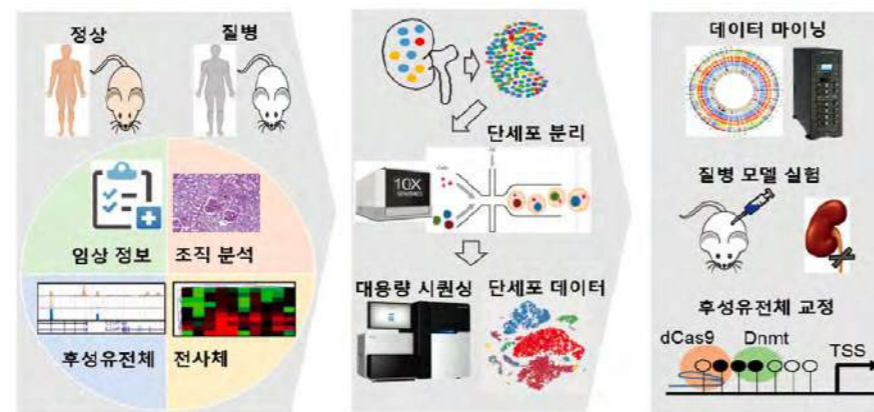 정상
질병
임상 정보
조직 분석
후성유전체
전사체
단세포 분리
10X
대용량 시퀀싱
단세포 데이터
데이터 마이닝
질병 모델 실험
후성유전체 교정
dCas9
Dnmt
TSS